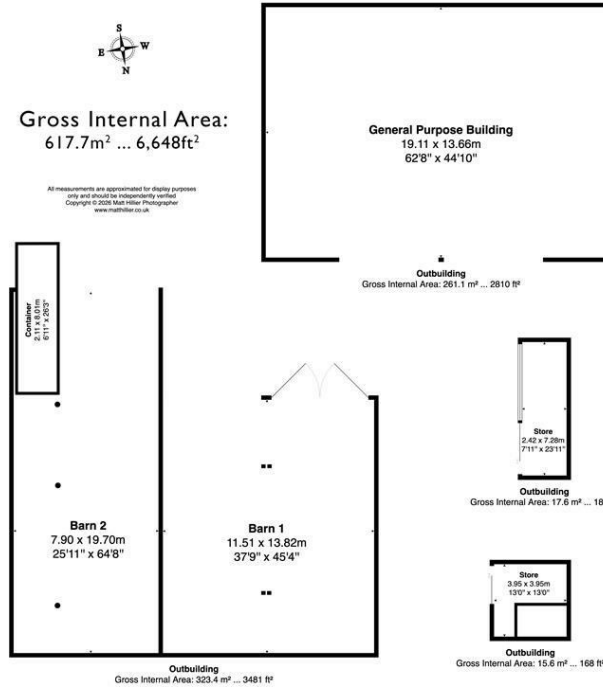 S
E W
N
Gross Internal Area:
617.7m² ... 6,648ft²
All measurements are approximated for display purposes
only and should be independently verified
Copyright © 2026 Matt Hillier Photographer
www.matthillier.co.uk
General Purpose Building
19.11 x 13.66m
62'8" x 44'10"
Outbuilding
Gross Internal Area: 261.1 m² ... 2810 ft²
Container
2.11 x 8.01m
6'11" x 26'3"
Barn 2
7.90 x 19.70m
25'11" x 64'8"
Barn 1
11.51 x 13.82m
37'9" x 45'4"
Outbuilding
Gross Internal Area: 323.4 m² ... 3481 ft²
Store
2.42 x 7.28m
7'11" x 23'11"
Outbuilding
Gross Internal Area: 17.6 m² ... 18
Store
3.95 x 3.95m
13'0" x 13'0"
Outbuilding
Gross Internal Area: 15.6 m² ... 168 ft²